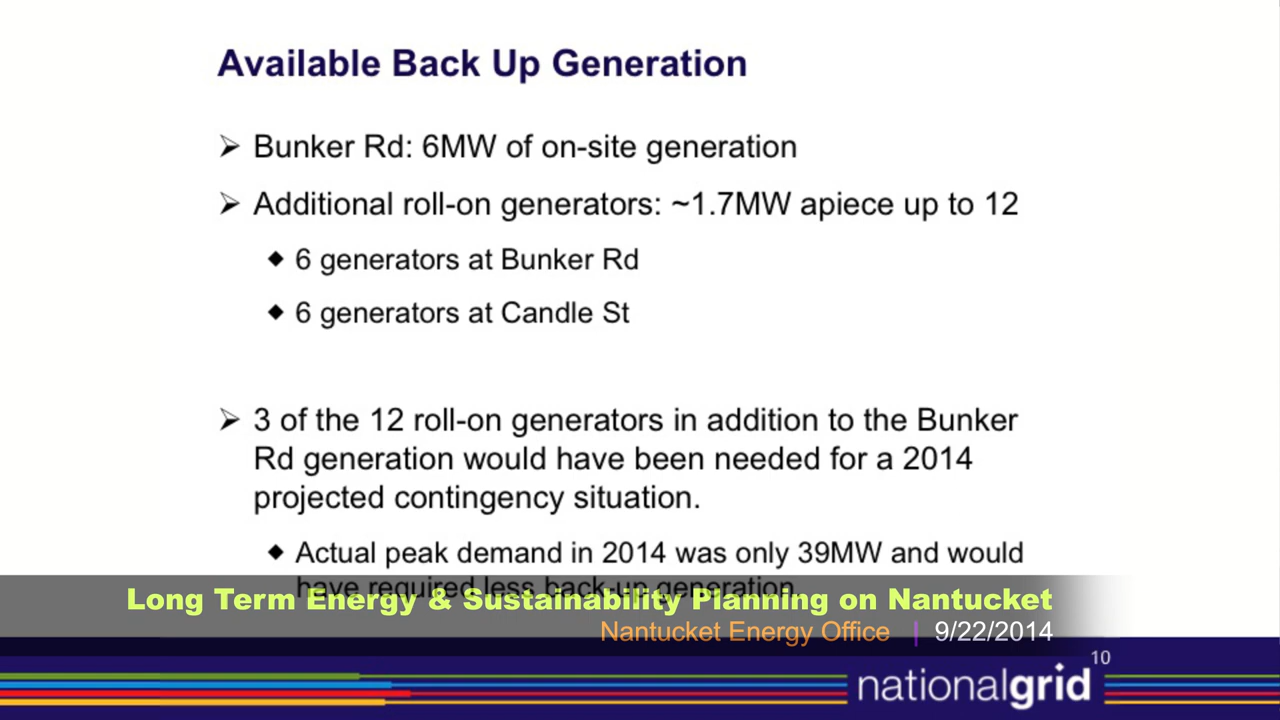 Available Back Up Generation
Bunker Rd: 6MW of on-site generation
Additional roll-on generators: ~1.7MW apiece up to 12
6 generators at Bunker Rd
6 generators at Candle St
3 of the 12 roll-on generators in addition to the Bunker
Rd generation would have been needed for a 2014
projected contingency situation.
Actual peak demand in 2014 was only 39MW and would
have required less back-up generation.
Long Term Energy & Sustainability Planning on Nantucket
Nantucket Energy Office | 9/22/2014
10
nationalgrid